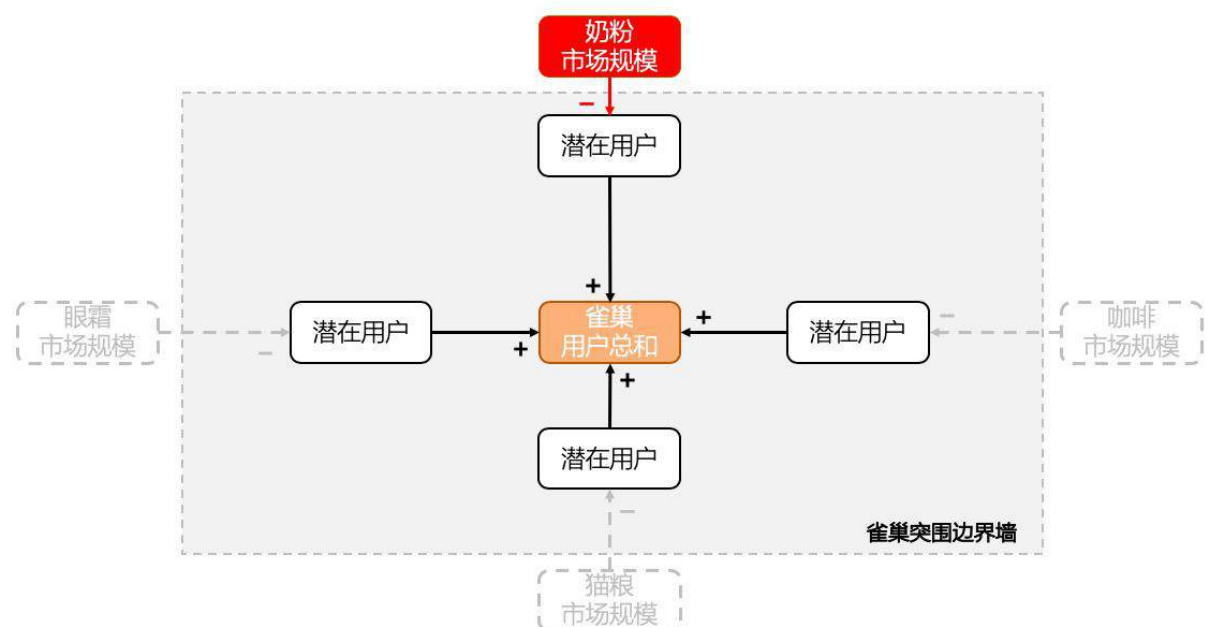 奶粉
市场规模
−
潜在用户
+
眼霜
市场规模
−
潜在用户
+
雀巢
用户总和
+
潜在用户
−
咖啡
市场规模
+
潜在用户
−
雀巢突围边界墙
猫粮
市场规模